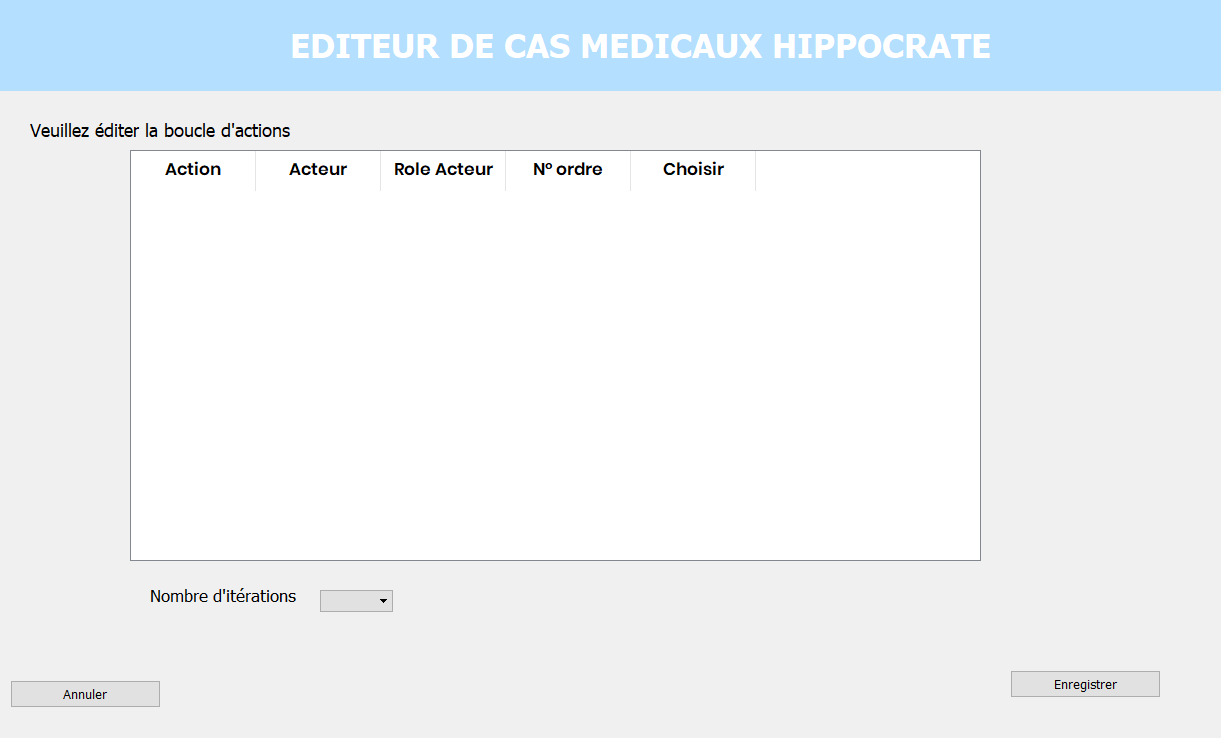 EDITEUR DE CAS MEDICAUX HIPPOCRATE
Veuillez éditer la boucle d'actions
Action Acteur Role Acteur N° ordre Choisir
Nombre d'itérations
Annuler
Enregistrer